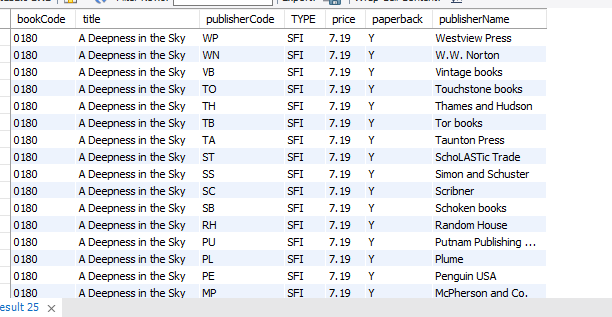 bookCode title publisherCode TYPE price paperback publisherName
0180 A Deepness in the Sky WP SFI 7.19 Y Westview Press
0180 A Deepness in the Sky WN SFI 7.19 Y W.W. Norton
0180 A Deepness in the Sky VB SFI 7.19 Y Vintage books
0180 A Deepness in the Sky TO SFI 7.19 Y Touchstone books
0180 A Deepness in the Sky TH SFI 7.19 Y Thames and Hudson
0180 A Deepness in the Sky TB SFI 7.19 Y Tor books
0180 A Deepness in the Sky TA SFI 7.19 Y Taunton Press
0180 A Deepness in the Sky ST SFI 7.19 Y SchoLASTic Trade
0180 A Deepness in the Sky SS SFI 7.19 Y Simon and Schuster
0180 A Deepness in the Sky SC SFI 7.19 Y Scribner
0180 A Deepness in the Sky SB SFI 7.19 Y Schoken books
0180 A Deepness in the Sky RH SFI 7.19 Y Random House
0180 A Deepness in the Sky PU SFI 7.19 Y Putnam Publishing ...
0180 A Deepness in the Sky PL SFI 7.19 Y Plume
0180 A Deepness in the Sky PE SFI 7.19 Y Penguin USA
0180 A Deepness in the Sky MP SFI 7.19 Y McPherson and Co.
esult 25